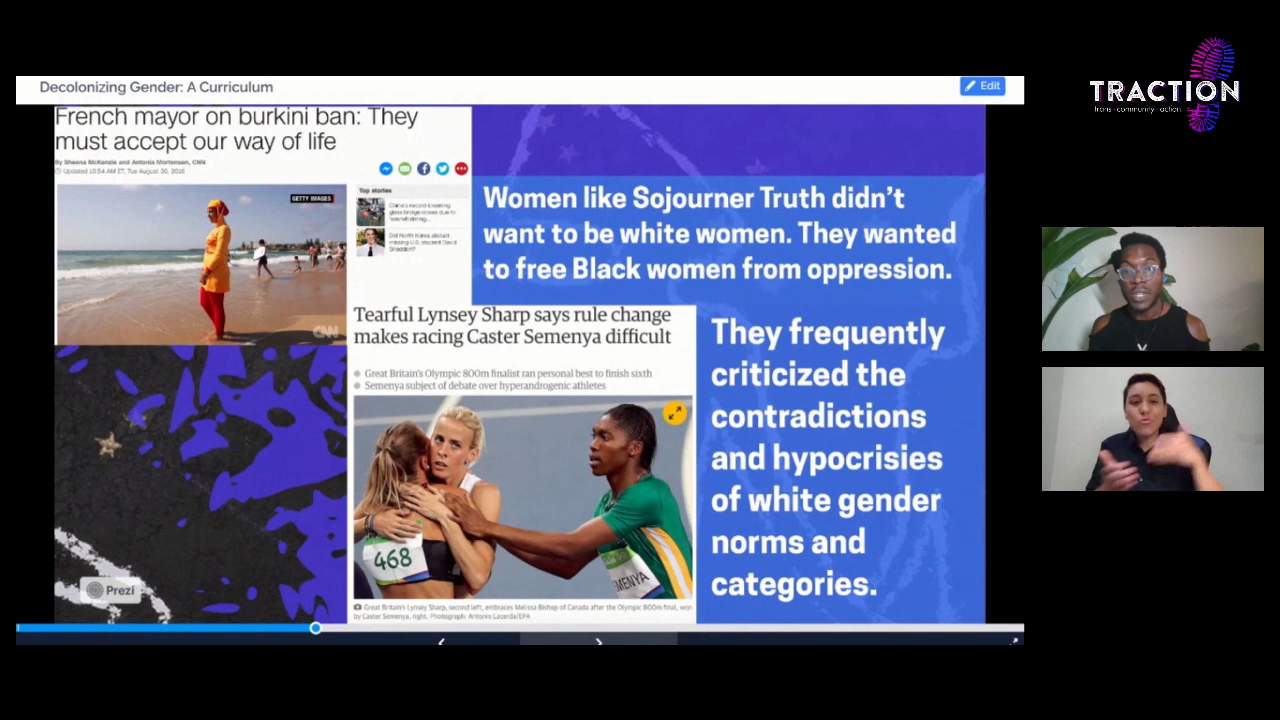 TRACTION
trans · community · action
Decolonizing Gender: A Curriculum
Edit
French mayor on burkini ban: They
must accept our way of life
By Sheena McKenzie and Antonia Mortensen, CNN
Updated 10:54 AM ET, Tue August 30, 2016
GETTY IMAGES
CNN
Top stories
China's record-breaking
glass bridge closes due to
Did North Korea abduct
missing U.S. student David
Sneddon?
Women like Sojourner Truth didn't
want to be white women. They wanted
to free Black women from oppression.
Tearful Lynsey Sharp says rule change
makes racing Caster Semenya difficult
Great Britain's Olympic 800m finalist ran personal best to finish sixth
Semenya subject of debate over hyperandrogenic athletes
468
EMENYA
Great Britain's Lynsey Sharp, second left, embraces Melissa Bishop of Canada after the Olympic 800m final, won
by Caster Semenya, right. Photograph: Antonio Lacerda/EPA
They frequently
criticized the
contradictions
and hypocrisies
of white gender
norms and
categories.
Prezi